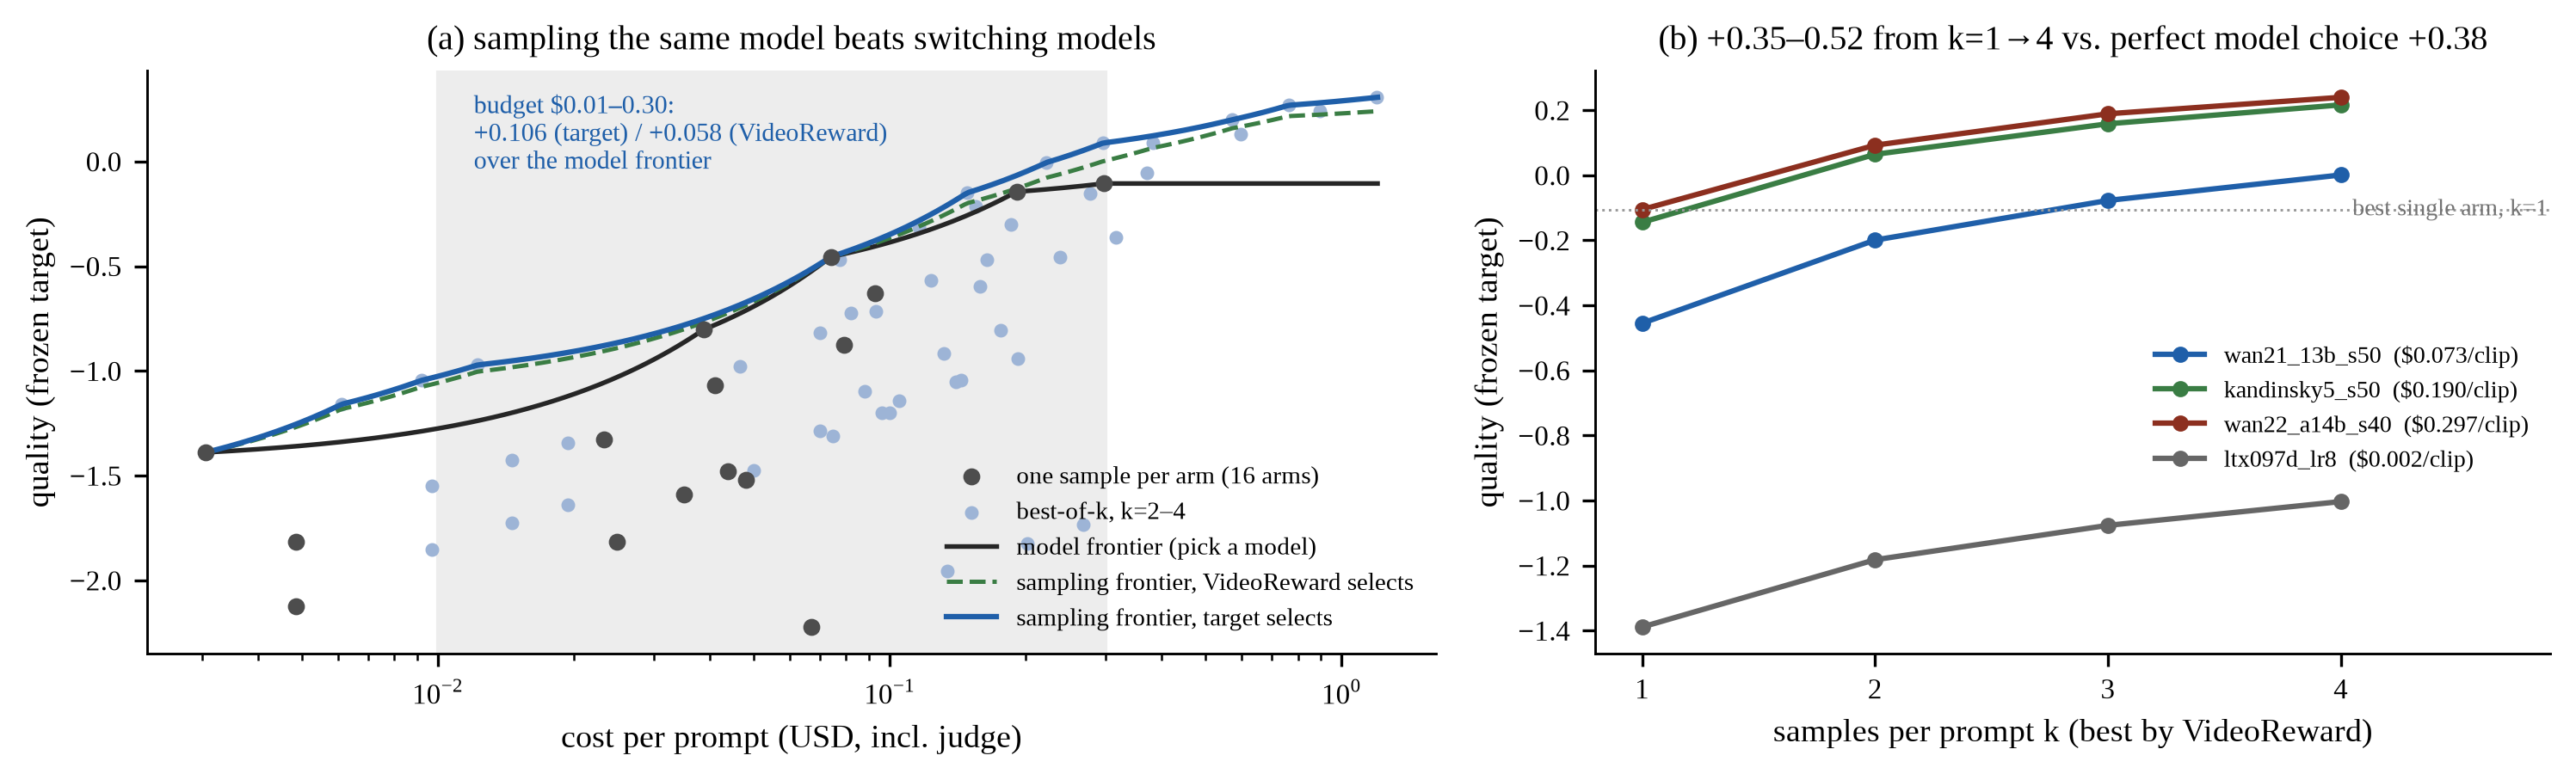 (a) sampling the same model beats switching models
budget $0.01–0.30:
+0.106 (target) / +0.058 (VideoReward)
over the model frontier
quality (frozen target)
0.0
−0.5
−1.0
−1.5
−2.0
one sample per arm (16 arms)
best-of-k, k=2–4
model frontier (pick a model)
sampling frontier, VideoReward selects
sampling frontier, target selects
10⁻² 10⁻¹ 10⁰
cost per prompt (USD, incl. judge)
(b) +0.35–0.52 from k=1→4 vs. perfect model choice +0.38
quality (frozen target)
0.2
0.0
−0.2
−0.4
−0.6
−0.8
−1.0
−1.2
−1.4
best single arm, k=1
wan21_13b_s50 ($0.073/clip)
kandinsky5_s50 ($0.190/clip)
wan22_a14b_s40 ($0.297/clip)
ltx097d_lr8 ($0.002/clip)
1 2 3 4
samples per prompt k (best by VideoReward)